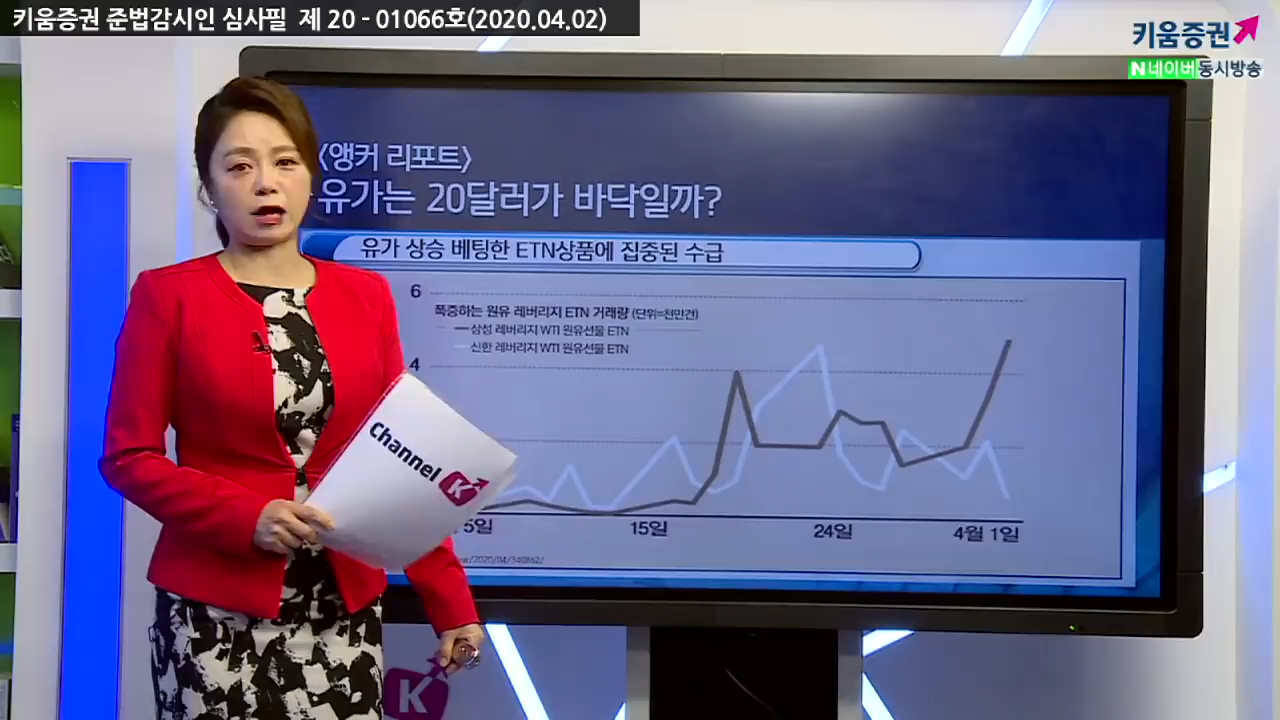 키움증권 준법감시인 심사필 제 20 - 01066호(2020.04.02)
키움증권
N 네이버 동시방송
<앵커 리포트>
유가는 20달러가 바닥일까?
유가 상승 베팅한 ETN상품에 집중된 수급
6
폭증하는 원유 레버리지 ETN 거래량 (단위=천만건)
삼성 레버리지 WTI 원유선물 ETN
신한 레버리지 WTI 원유선물 ETN
4
Channel K
5일
15일
24일
4월 1일
/2020/04/340862/
K